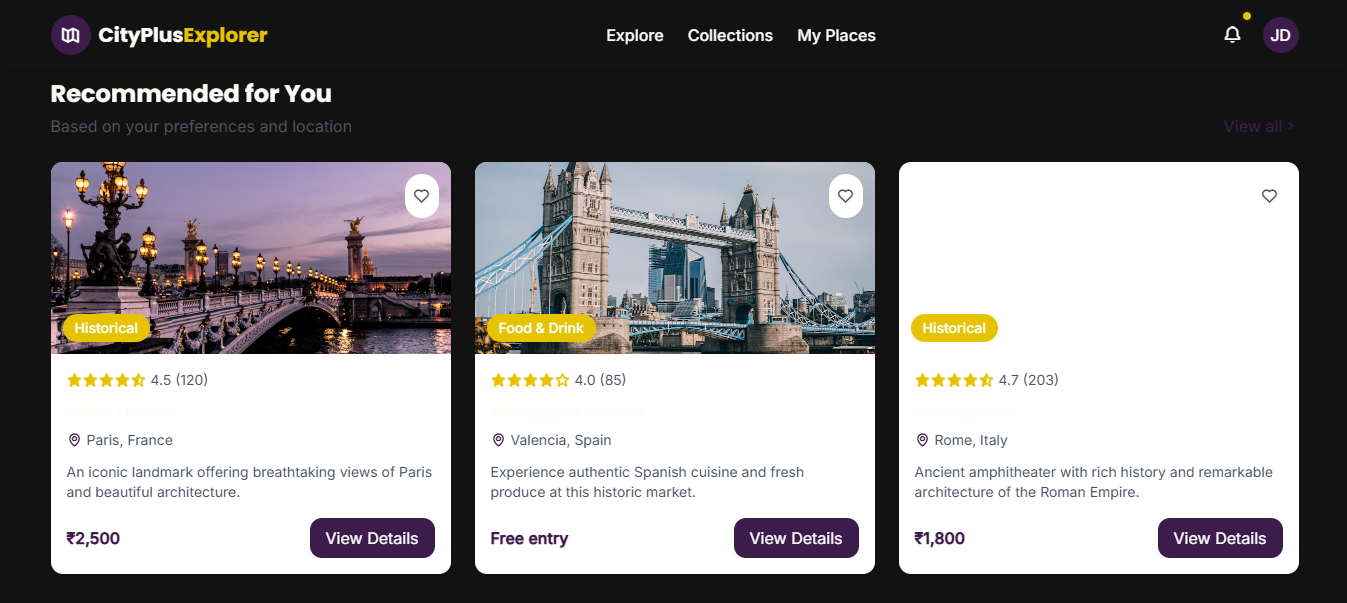 CityPlusExplorer
Explore
Collections
My Places
JD
Recommended for You
Based on your preferences and location
View all
Historical
4.5 (120)
Eiffel Tower
Paris, France
An iconic landmark offering breathtaking views of Paris
and beautiful architecture.
₹2,500
View Details
Food & Drink
4.0 (85)
Mercado Central
Valencia, Spain
Experience authentic Spanish cuisine and fresh
produce at this historic market.
Free entry
View Details
Historical
4.7 (203)
Colosseum
Rome, Italy
Ancient amphitheater with rich history and remarkable
architecture of the Roman Empire.
₹1,800
View Details